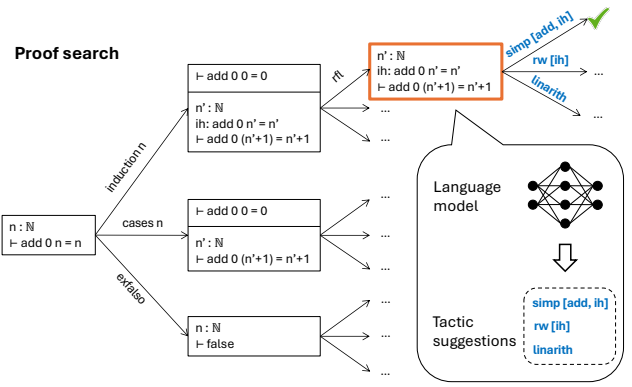 Proof search
n : ℕ
⊢ add 0 n = n
induction n
cases n
exfalso
⊢ add 0 0 = 0
n’ : ℕ
ih: add 0 n’ = n’
⊢ add 0 (n’+1) = n’+1
⊢ add 0 0 = 0
n’ : ℕ
⊢ add 0 (n’+1) = n’+1
n : ℕ
⊢ false
rfl
...
...
...
...
...
...
...
...
n’ : ℕ
ih: add 0 n’ = n’
⊢ add 0 (n’+1) = n’+1
simp [add, ih]
rw [ih]
linarith
...
...
Language
model
Tactic
suggestions
simp [add, ih]
rw [ih]
linarith